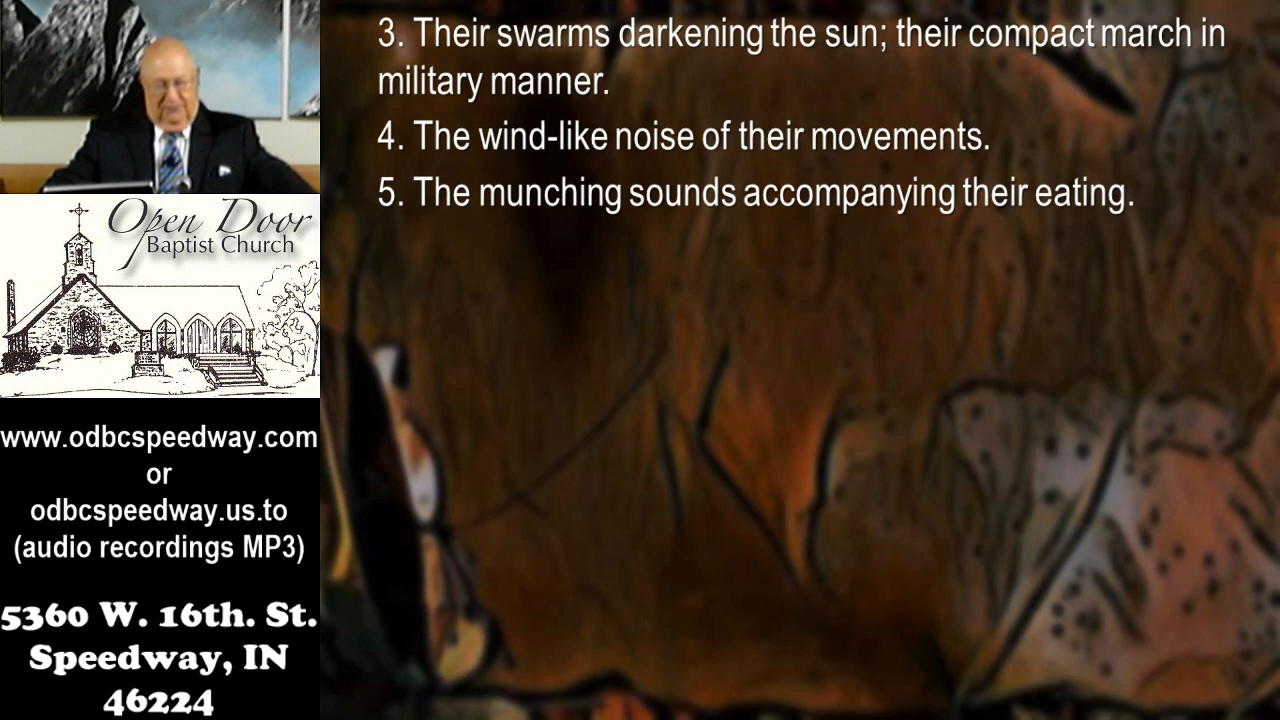 3. Their swarms darkening the sun; their compact march in
military manner.
4. The wind-like noise of their movements.
5. The munching sounds accompanying their eating.
Open Door
Baptist Church
www.odbcspeedway.com
or
odbcspeedway.us.to
(audio recordings MP3)
5360 W. 16th. St.
Speedway, IN
46224